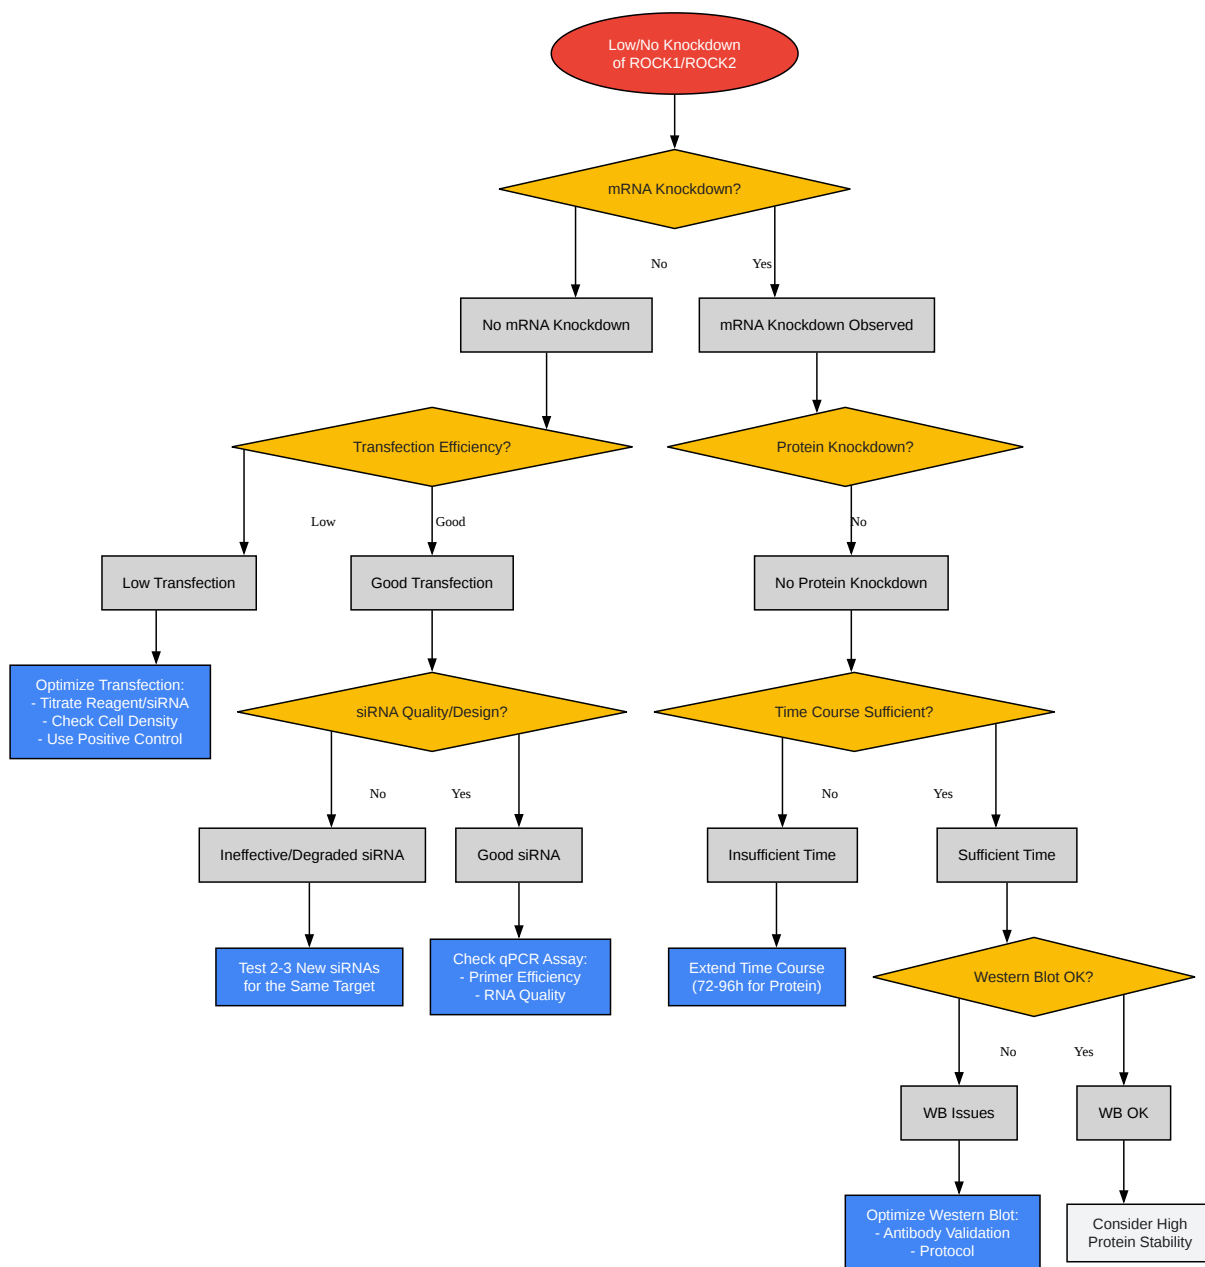 Low/No Knockdown
of ROCK1/ROCK2
mRNA Knockdown?
No
Yes
No mRNA Knockdown
mRNA Knockdown Observed
Transfection Efficiency?
Protein Knockdown?
Low
Good
No
Low Transfection
Good Transfection
No Protein Knockdown
Optimize Transfection:
- Titrate Reagent/siRNA
- Check Cell Density
- Use Positive Control
siRNA Quality/Design?
Time Course Sufficient?
No
Yes
No
Yes
Ineffective/Degraded siRNA
Good siRNA
Insufficient Time
Sufficient Time
Test 2-3 New siRNAs
for the Same Target
Check qPCR Assay:
- Primer Efficiency
- RNA Quality
Extend Time Course
(72-96h for Protein)
Western Blot OK?
No
Yes
WB Issues
WB OK
Optimize Western Blot:
- Antibody Validation
- Protocol
Consider High
Protein Stability